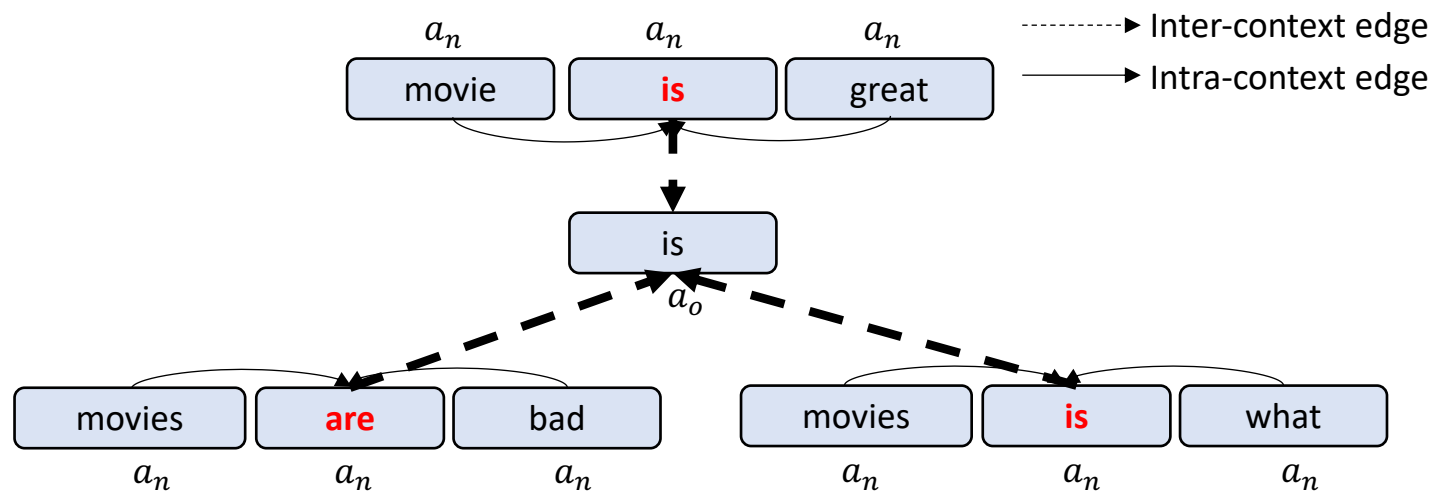 a_n a_n a_n
Inter-context edge
movie is great
Intra-context edge
is
a_o
movies are bad
movies is what
a_n a_n a_n
a_n a_n a_n